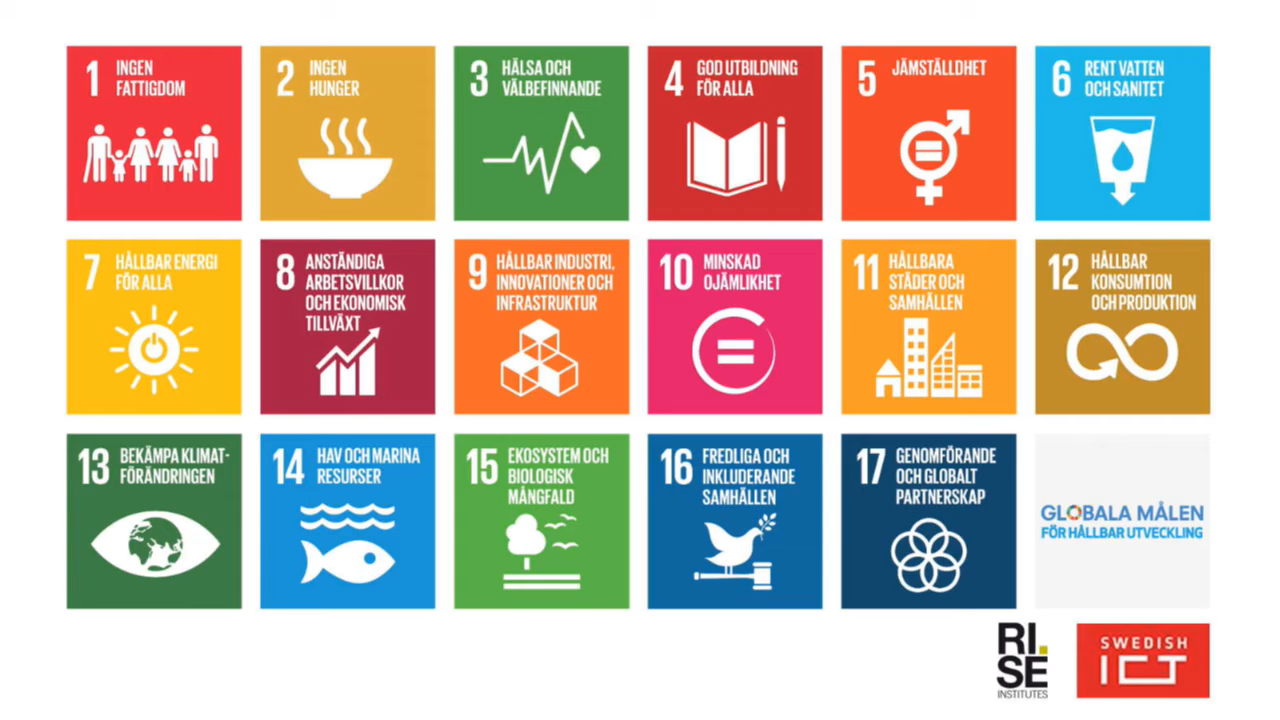 1 INGEN
FATTIGDOM
2 INGEN
HUNGER
3 HÄLSA OCH
VÄLBEFINNANDE
4 GOD UTBILDNING
FÖR ALLA
5 JÄMSTÄLLDHET
6 RENT VATTEN
OCH SANITET
7 HÅLLBAR ENERGI
FÖR ALLA
8 ANSTÄNDIGA
ARBETSVILLKOR
OCH EKONOMISK
TILLVÄXT
9 HÅLLBAR INDUSTRI,
INNOVATIONER OCH
INFRASTRUKTUR
10 MINSKAD
OJÄMLIKHET
11 HÅLLBARA
STÄDER OCH
SAMHÄLLEN
12 HÅLLBAR
KONSUMTION
OCH PRODUKTION
13 BEKÄMPA KLIMAT-
FÖRÄNDRINGEN
14 HAV OCH MARINA
RESURSER
15 EKOSYSTEM OCH
BIOLOGISK
MÅNGFALD
16 FREDLIGA OCH
INKLUDERANDE
SAMHÄLLEN
17 GENOMFÖRANDE
OCH GLOBALT
PARTNERSKAP
GLOBALA MÅLEN
FÖR HÅLLBAR UTVECKLING
RI.
SE
INSTITUTES
SWEDISH
ICT